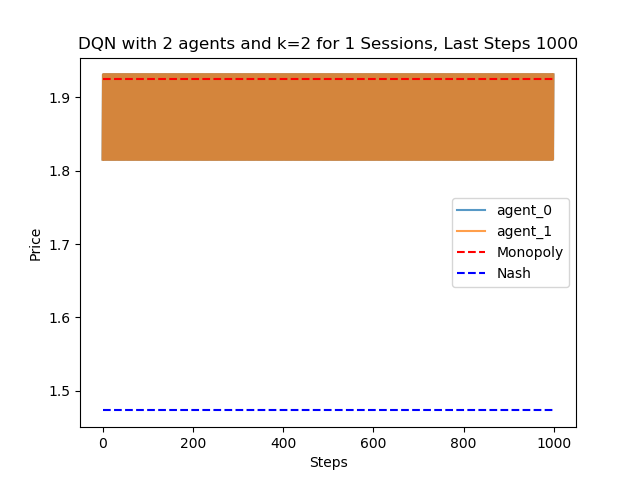 DQN with 2 agents and k=2 for 1 Sessions, Last Steps 1000
Price
1.9
1.8
1.7
1.6
1.5
agent_0
agent_1
Monopoly
Nash
0 200 400 600 800 1000
Steps